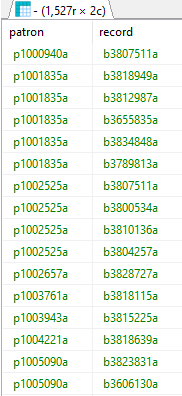 - (1,527r × 2c)
patron record
p1000940a b3807511a
p1001835a b3818949a
p1001835a b3812987a
p1001835a b3655835a
p1001835a b3834848a
p1001835a b3789813a
p1002525a b3807511a
p1002525a b3800534a
p1002525a b3810136a
p1002525a b3804257a
p1002657a b3828727a
p1003761a b3818115a
p1003943a b3815225a
p1004221a b3818639a
p1005090a b3823831a
p1005090a b3606130a